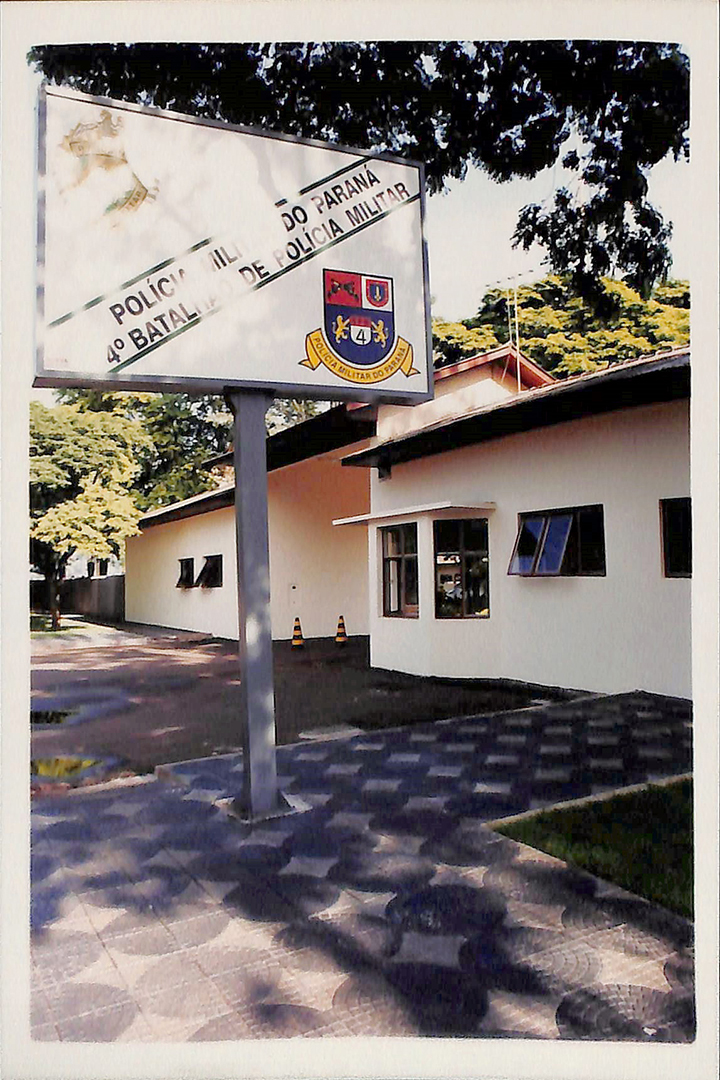 POLÍCIA MILITAR DO PARANÁ
4º BATALHÃO DE POLÍCIA MILITAR
4
POLÍCIA MILITAR DO PARANÁ